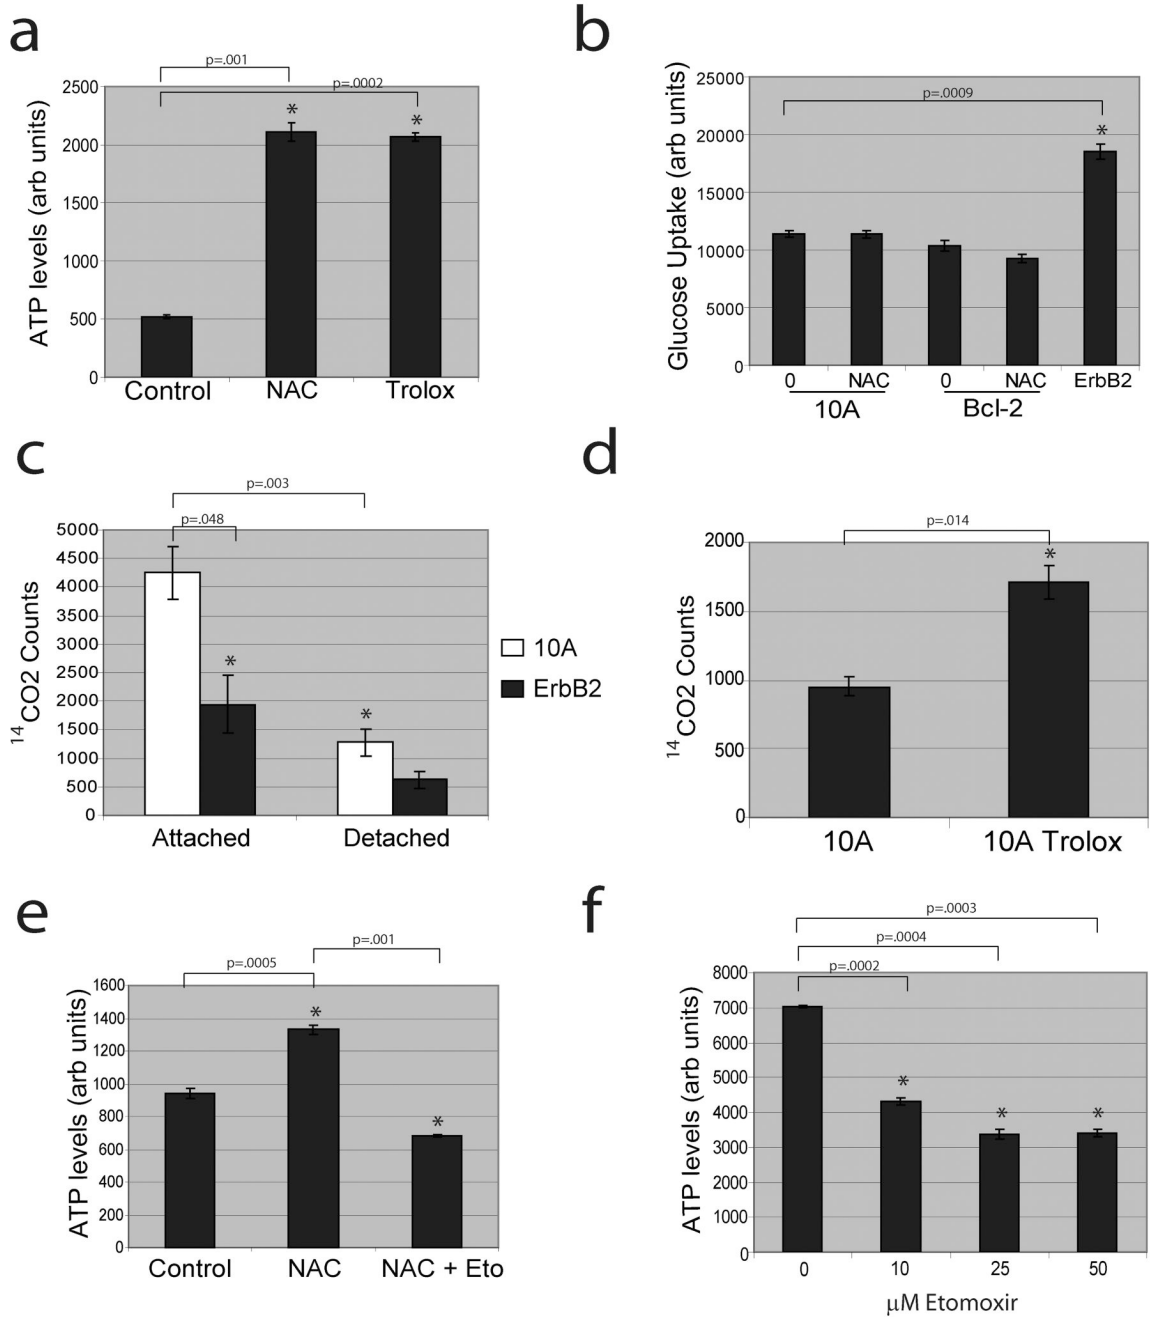 a
p=.001
p=.0002
ATP levels (arb units)
2500
2000
1500
1000
500
0
*
*
Control NAC Trolox
b
p=.0009
Glucose Uptake (arb units)
25000
20000
15000
10000
5000
0
*
0 NAC 0 NAC ErbB2
10A Bcl-2
c
p=.003
p=.048
14CO2 Counts
5000
4500
4000
3500
3000
2500
2000
1500
1000
500
0
*
*
Attached Detached
10A
ErbB2
d
p=.014
14CO2 Counts
2000
1500
1000
500
0
*
10A 10A Trolox
e
p=.001
p=.0005
ATP levels (arb units)
1600
1400
1200
1000
800
600
400
200
0
*
*
Control NAC NAC + Eto
f
p=.0003
p=.0004
p=.0002
ATP levels (arb units)
8000
7000
6000
5000
4000
3000
2000
1000
0
*
*
*
0 10 25 50
μM Etomoxir